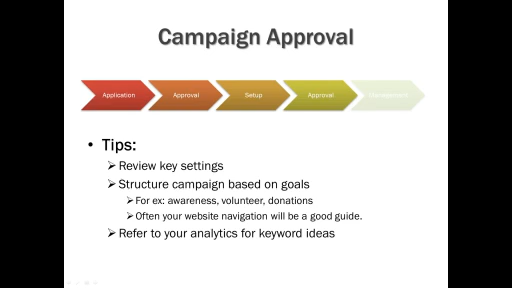 Campaign Approval
Application Approval Setup Approval Management
• Tips:
➢Review key settings
➢Structure campaign based on goals
➢For ex: awareness, volunteer, donations
➢Often your website navigation will be a good guide.
➢Refer to your analytics for keyword ideas